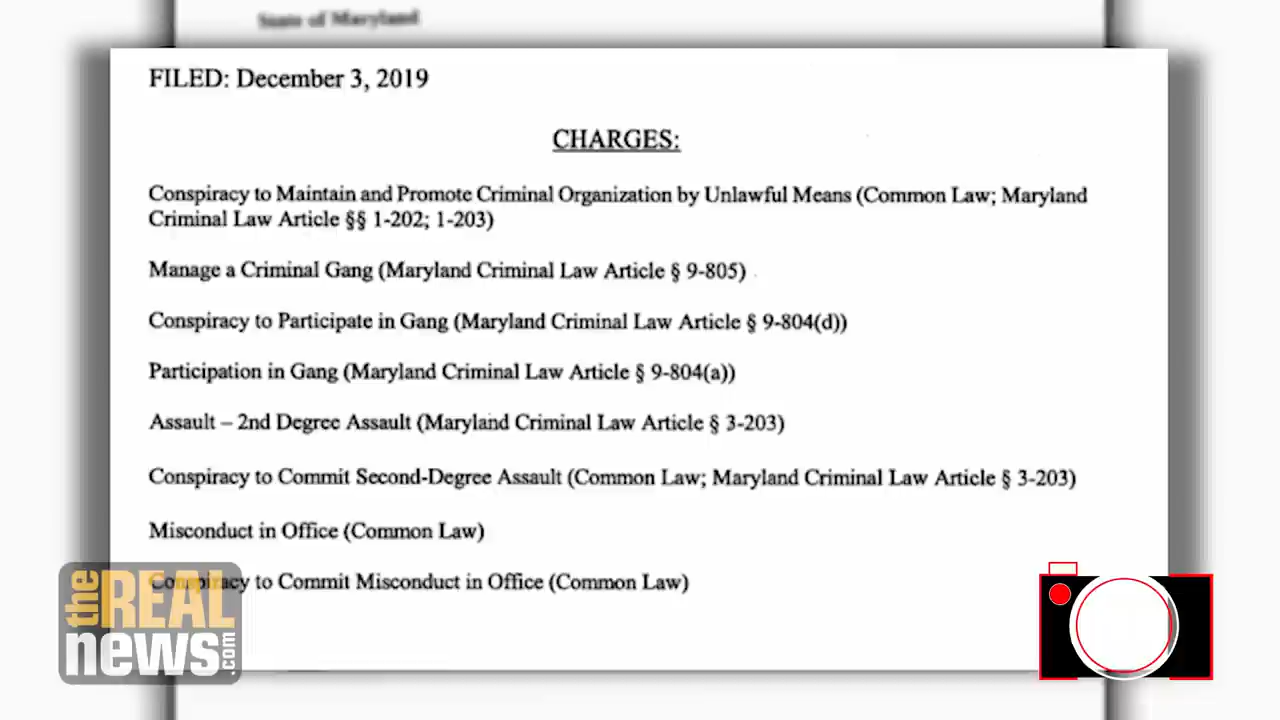 State of Maryland
FILED: December 3, 2019
CHARGES:
Conspiracy to Maintain and Promote Criminal Organization by Unlawful Means (Common Law; Maryland
Criminal Law Article §§ 1-202; 1-203)
Manage a Criminal Gang (Maryland Criminal Law Article § 9-805)
Conspiracy to Participate in Gang (Maryland Criminal Law Article § 9-804(d))
Participation in Gang (Maryland Criminal Law Article § 9-804(a))
Assault – 2nd Degree Assault (Maryland Criminal Law Article § 3-203)
Conspiracy to Commit Second-Degree Assault (Common Law; Maryland Criminal Law Article § 3-203)
Misconduct in Office (Common Law)
Conspiracy to Commit Misconduct in Office (Common Law)
the REAL
news.com